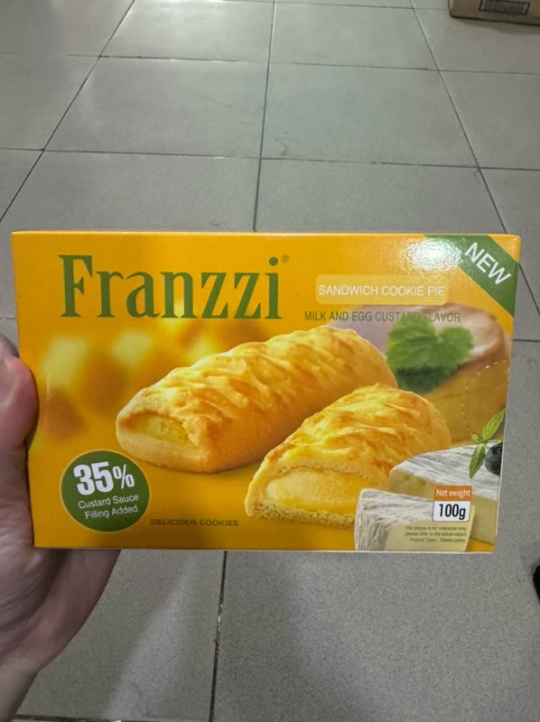 Franzzi®
NEW
SANDWICH COOKIE PIE
MILK AND EGG CUSTARD FLAVOR
35%
Custard Sauce
Filling Added
DELICIOUS COOKIES
Net weight
100g